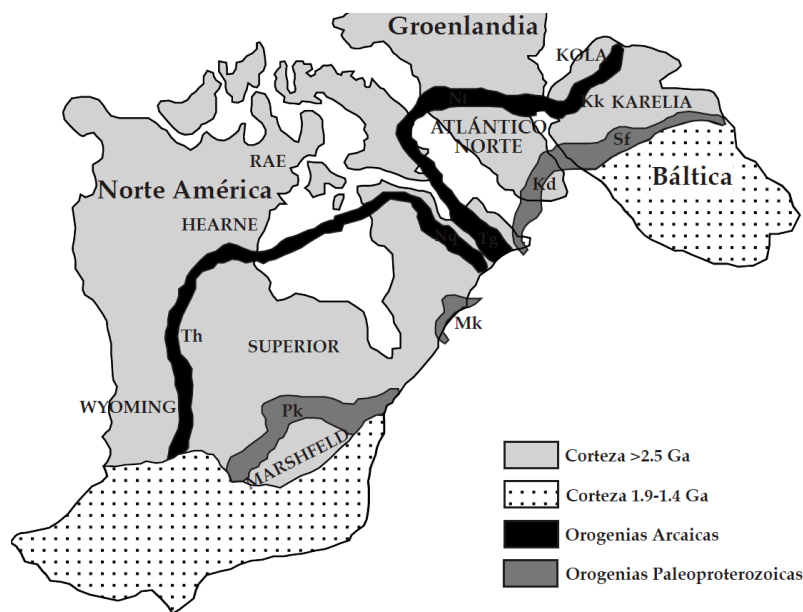 Groenlandia
KOLA
Nt
Kk
KARELIA
ATLÁNTICO
NORTE
Sf
RAE
Báltica
Norte América
Kd
HEARNE
Nq
Tg
Mk
Th
SUPERIOR
WYOMING
Pk
MARSHFELD
Corteza >2.5 Ga
Corteza 1.9-1.4 Ga
Orogenias Arcaicas
Orogenias Paleoproterozoicas